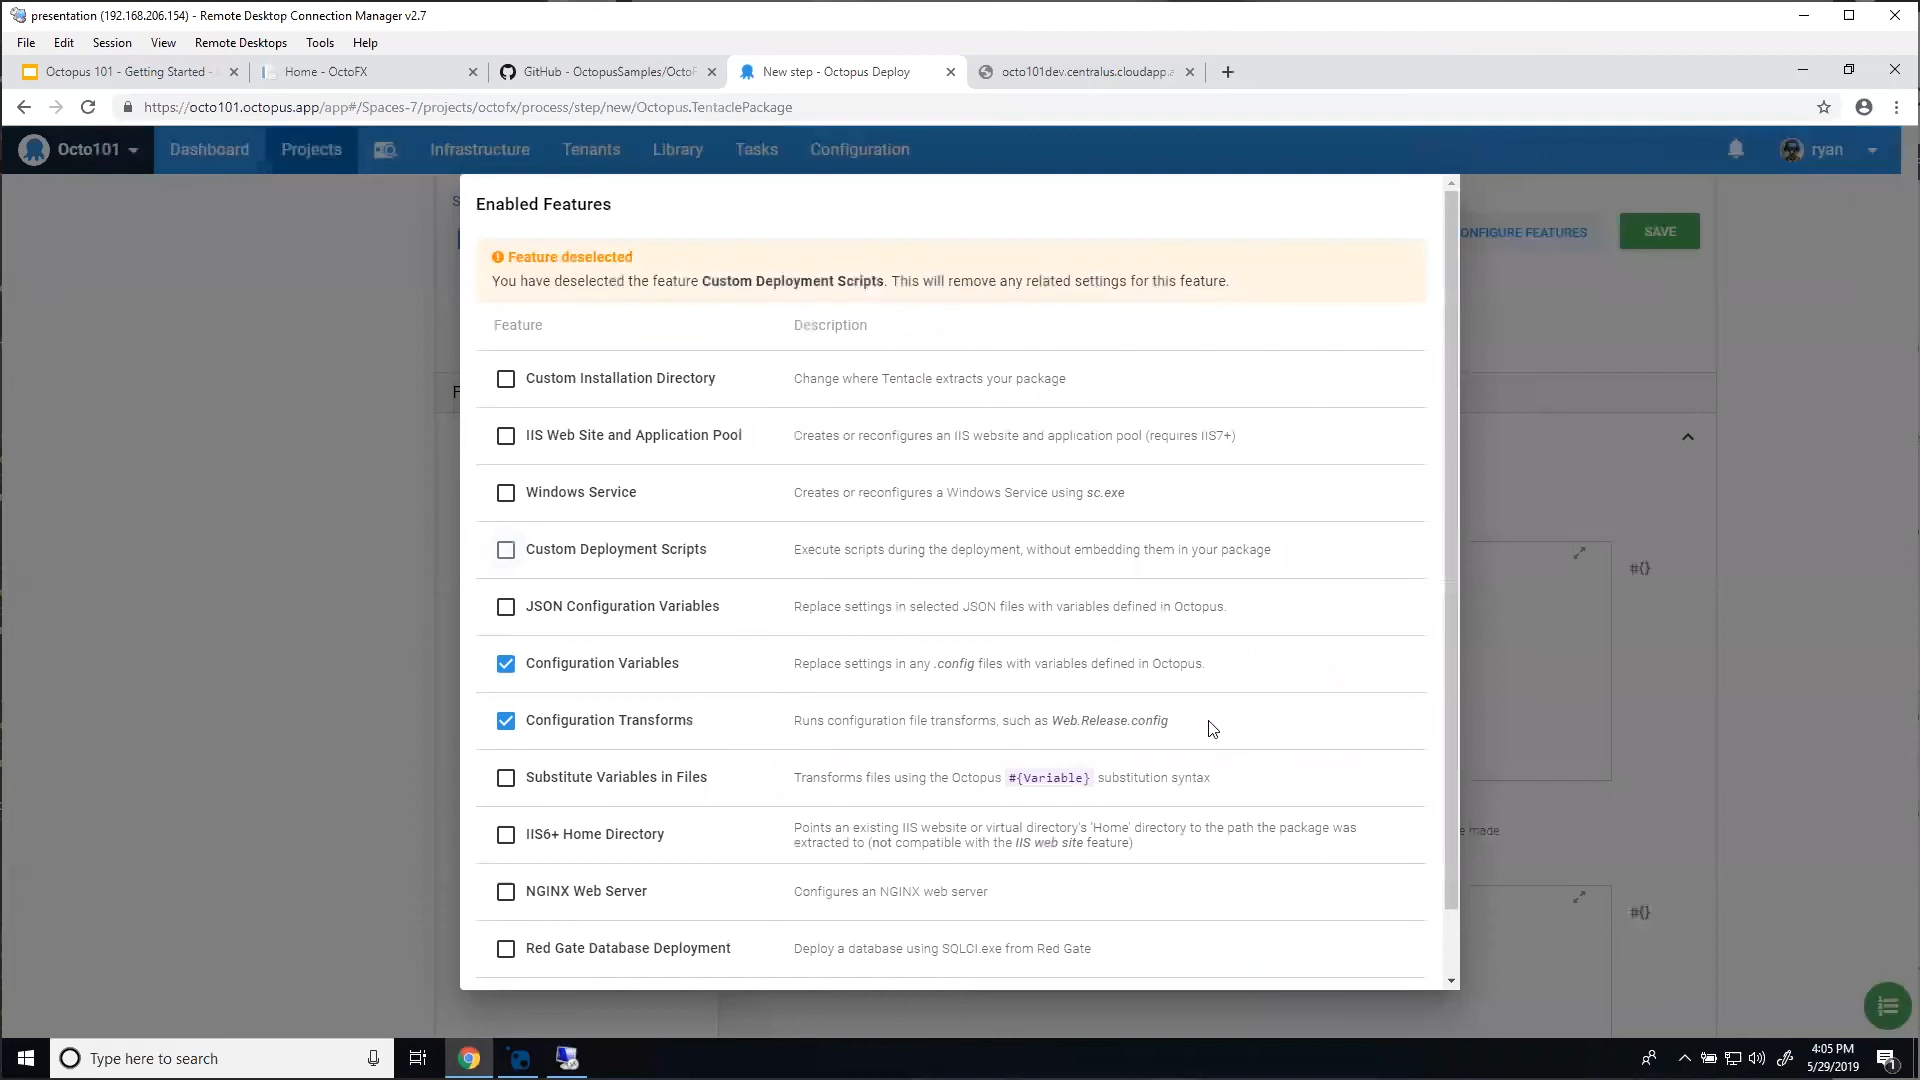 presentation (192.168.206.154) - Remote Desktop Connection Manager v2.7
File Edit Session View Remote Desktops Tools Help
Octopus 101 - Getting Started -
Home - OctoFX
GitHub - OctopusSamples/OctoF
New step - Octopus Deploy
octo101dev.centralus.cloudapp.a
https://octo101.octopus.app/app#/Spaces-7/projects/octofx/process/step/new/Octopus.TentaclePackage
Octo101 Dashboard Projects Infrastructure Tenants Library Tasks Configuration ryan
ONFIGURE FEATURES
SAVE
Enabled Features
Feature deselected
You have deselected the feature Custom Deployment Scripts. This will remove any related settings for this feature.
Feature Description
Custom Installation Directory Change where Tentacle extracts your package
IIS Web Site and Application Pool Creates or reconfigures an IIS website and application pool (requires IIS7+)
Windows Service Creates or reconfigures a Windows Service using sc.exe
Custom Deployment Scripts Execute scripts during the deployment, without embedding them in your package
#{}
JSON Configuration Variables Replace settings in selected JSON files with variables defined in Octopus.
Configuration Variables Replace settings in any .config files with variables defined in Octopus.
Configuration Transforms Runs configuration file transforms, such as Web.Release.config
Substitute Variables in Files Transforms files using the Octopus #{Variable} substitution syntax
IIS6+ Home Directory Points an existing IIS website or virtual directory's 'Home' directory to the path the package was
extracted to (not compatible with the IIS web site feature)
e made
NGINX Web Server Configures an NGINX web server
#{}
Red Gate Database Deployment Deploy a database using SQLCI.exe from Red Gate
Type here to search
4:05 PM
5/29/2019
1